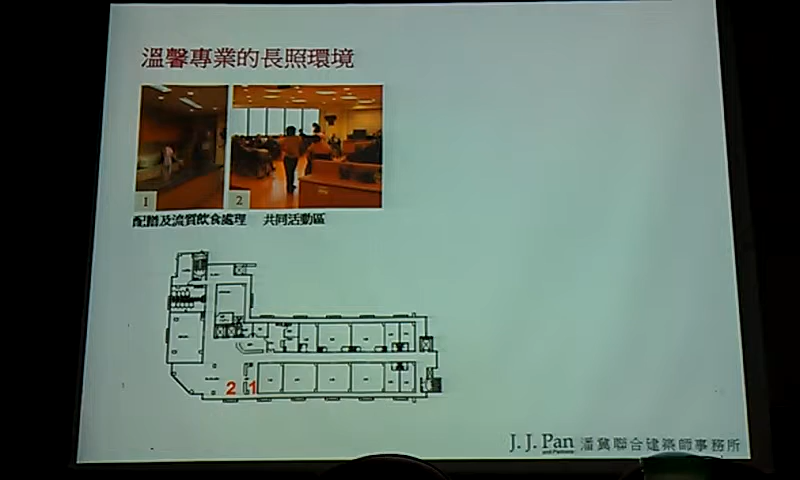 溫馨專業的長照環境
1
2
配膳及流質飲食處理
共同活動區
2 1
J. J. Pan
and Partners
潘冀聯合建築師事務所